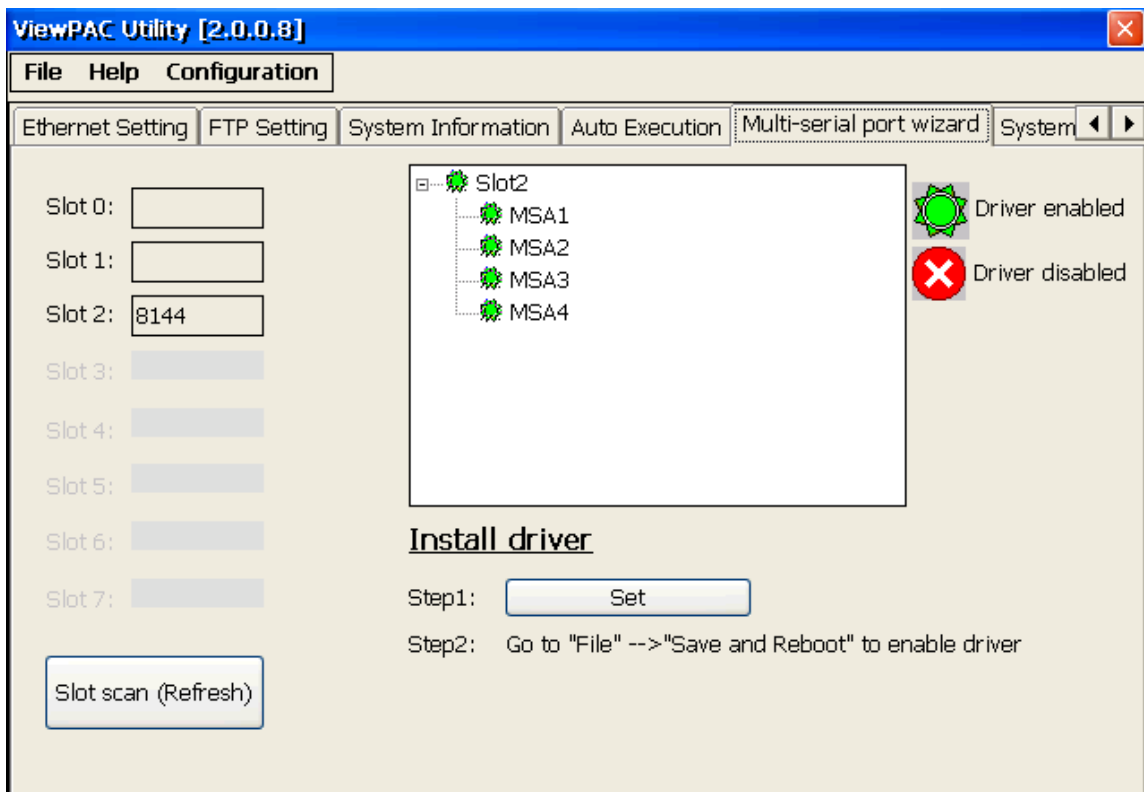 ViewPAC Utility [2.0.0.8]
File Help Configuration
Ethernet Setting FTP Setting System Information Auto Execution Multi-serial port wizard System
Slot 0:
Slot 1:
Slot 2: 8144
Slot 3:
Slot 4:
Slot 5:
Slot 6:
Slot 7:
Slot scan (Refresh)
Slot2
MSA1
MSA2
MSA3
MSA4
Driver enabled
Driver disabled
Install driver
Step1: Set
Step2: Go to "File" -->"Save and Reboot" to enable driver